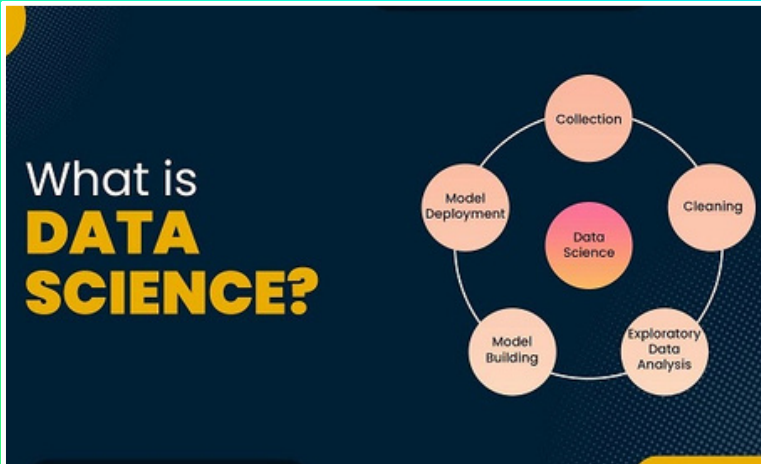 What is
DATA
SCIENCE?
Collection
Cleaning
Exploratory
Data
Analysis
Model
Building
Model
Deployment
Data
Science